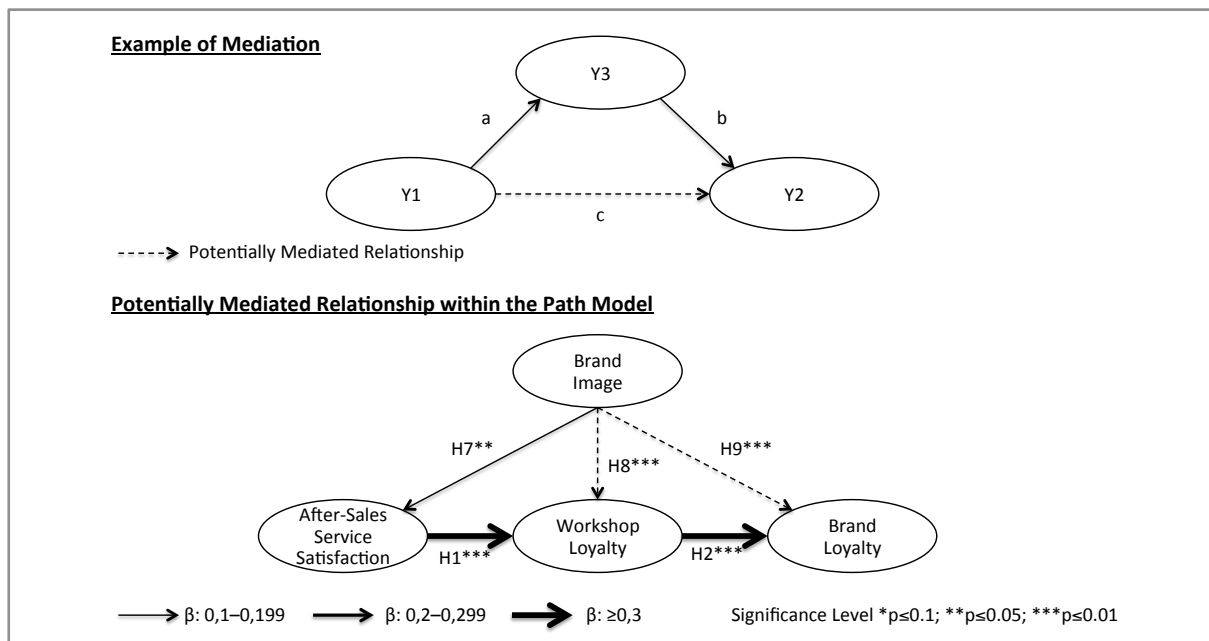 Example of Mediation
Y3
a
b
Y1
Y2
c
Potentially Mediated Relationship
Potentially Mediated Relationship within the Path Model
Brand
Image
H7**
H8***
H9***
After-Sales
Service
Satisfaction
H1***
Workshop
Loyalty
H2***
Brand
Loyalty
β: 0,1–0,199
β: 0,2–0,299
β: ≥0,3
Significance Level *p≤0.1; **p≤0.05; ***p≤0.01